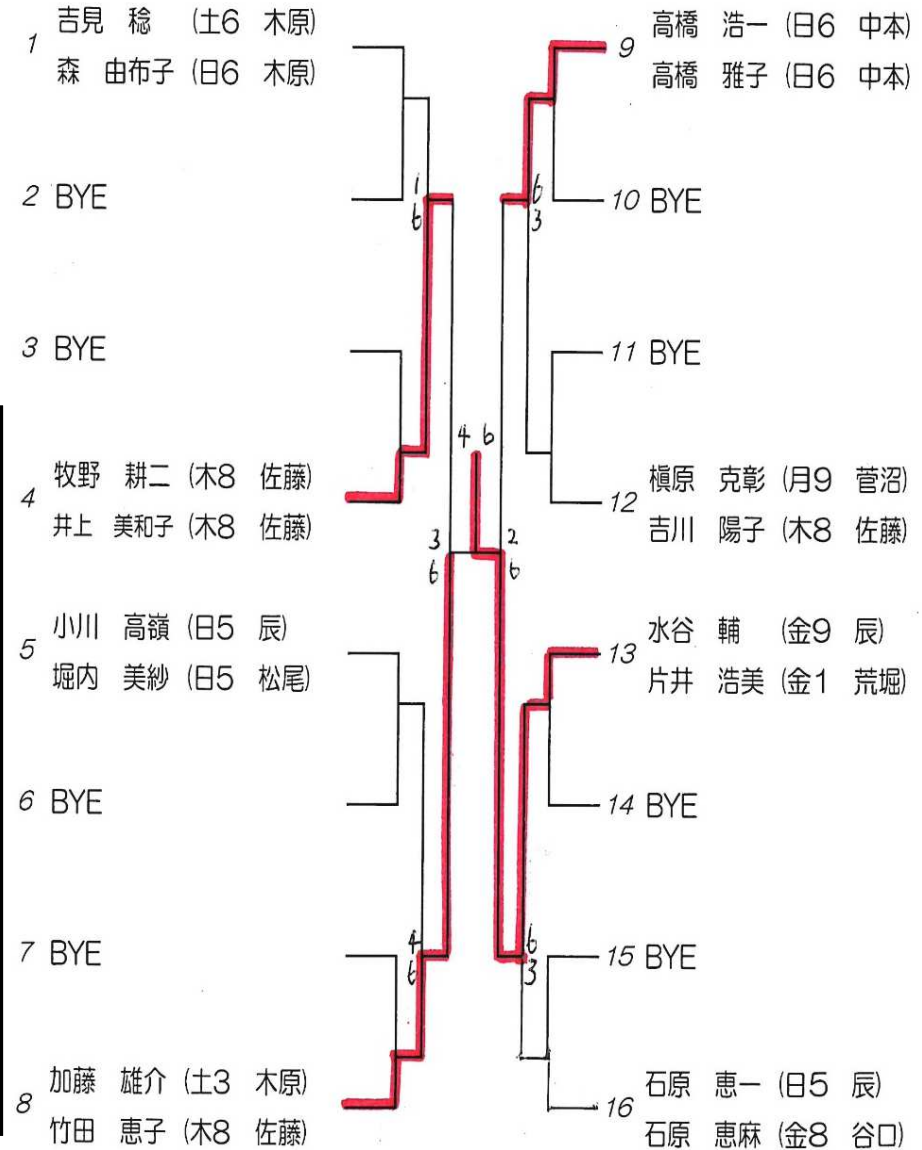 1
吉見 稔 (土6 木原)
森 由布子 (日6 木原)
2 BYE
3 BYE
4
牧野 耕二 (木8 佐藤)
井上 美和子 (木8 佐藤)
5
小川 高嶺 (日5 辰)
堀内 美紗 (日5 松尾)
6 BYE
7 BYE
8
加藤 雄介 (土3 木原)
竹田 恵子 (木8 佐藤)
1
6
4
6
3
6
4 6
2
6
6
3
6
3
9
高橋 浩一 (日6 中本)
高橋 雅子 (日6 中本)
10 BYE
11 BYE
12
槇原 克彰 (月9 菅沼)
吉川 陽子 (木8 佐藤)
13
水谷 輔 (金9 辰)
片井 浩美 (金1 荒堀)
14 BYE
15 BYE
16
石原 恵一 (日5 辰)
石原 恵麻 (金8 谷口)